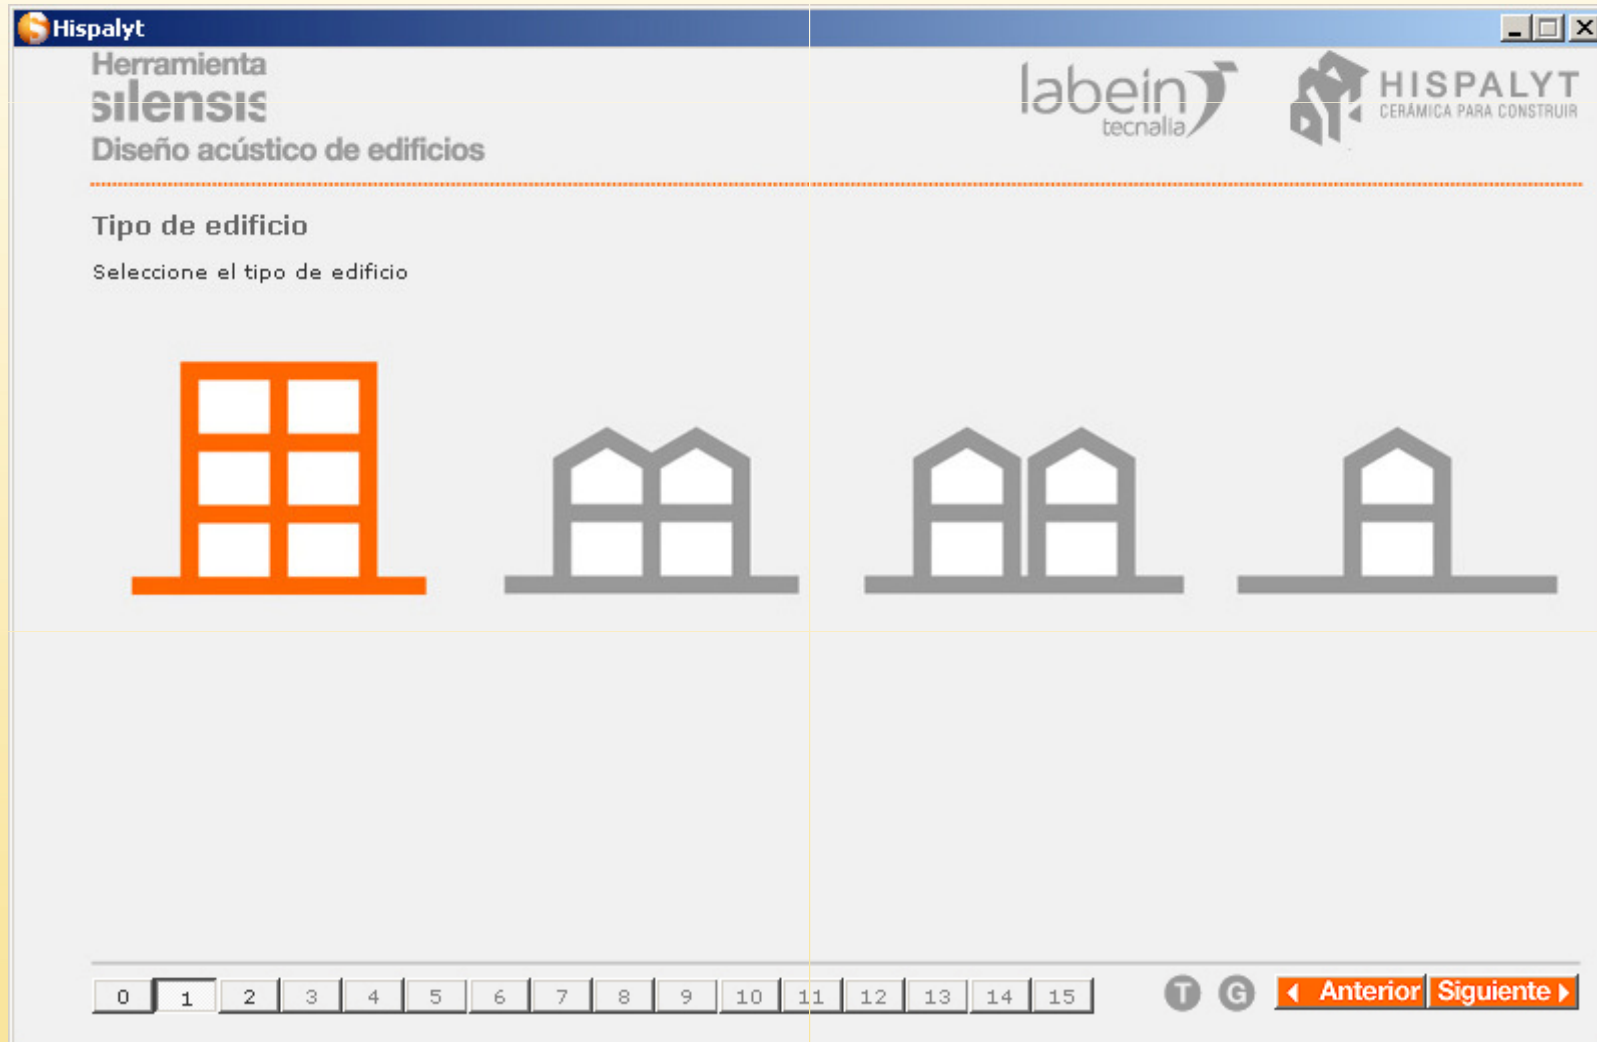 Hispalyt
Herramienta
silensis
Diseño acústico de edificios
labein
tecnalia
HISPALYT
CERÁMICA PARA CONSTRUIR
Tipo de edificio
Seleccione el tipo de edificio
0 1 2 3 4 5 6 7 8 9 10 11 12 13 14 15
T G Anterior Siguiente